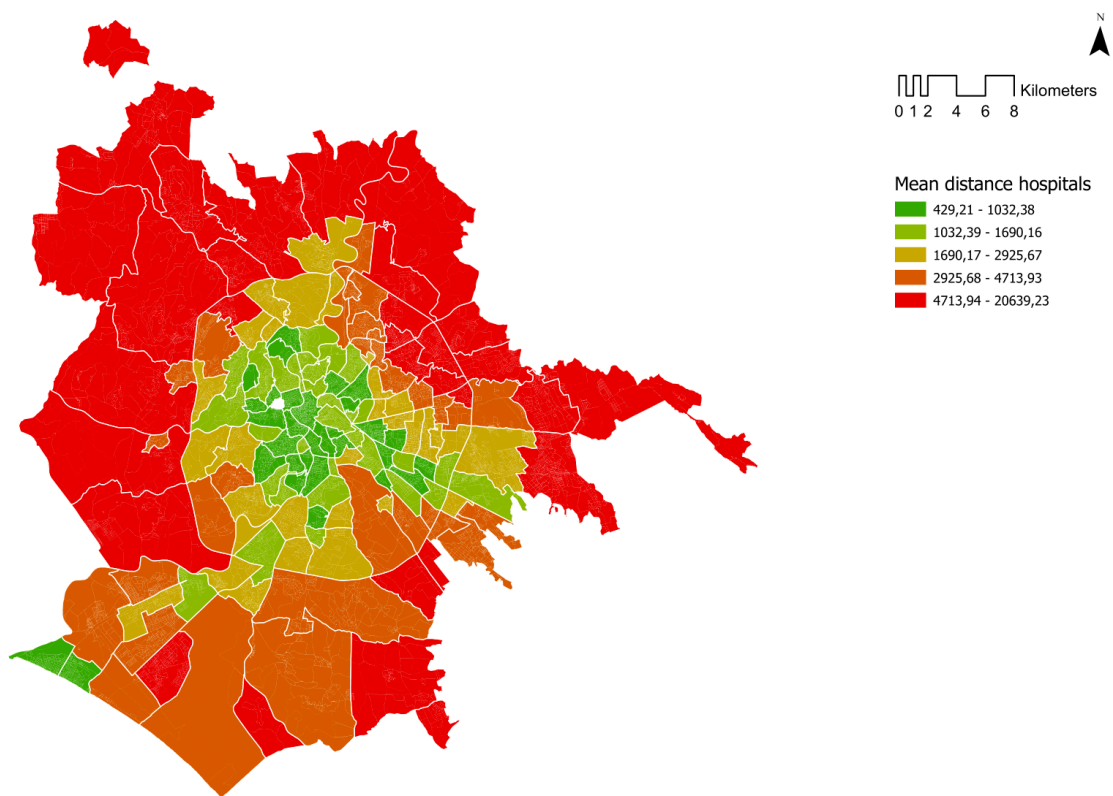 N
Kilometers
0 1 2 4 6 8
Mean distance hospitals
429,21 - 1032,38
1032,39 - 1690,16
1690,17 - 2925,67
2925,68 - 4713,93
4713,94 - 20639,23